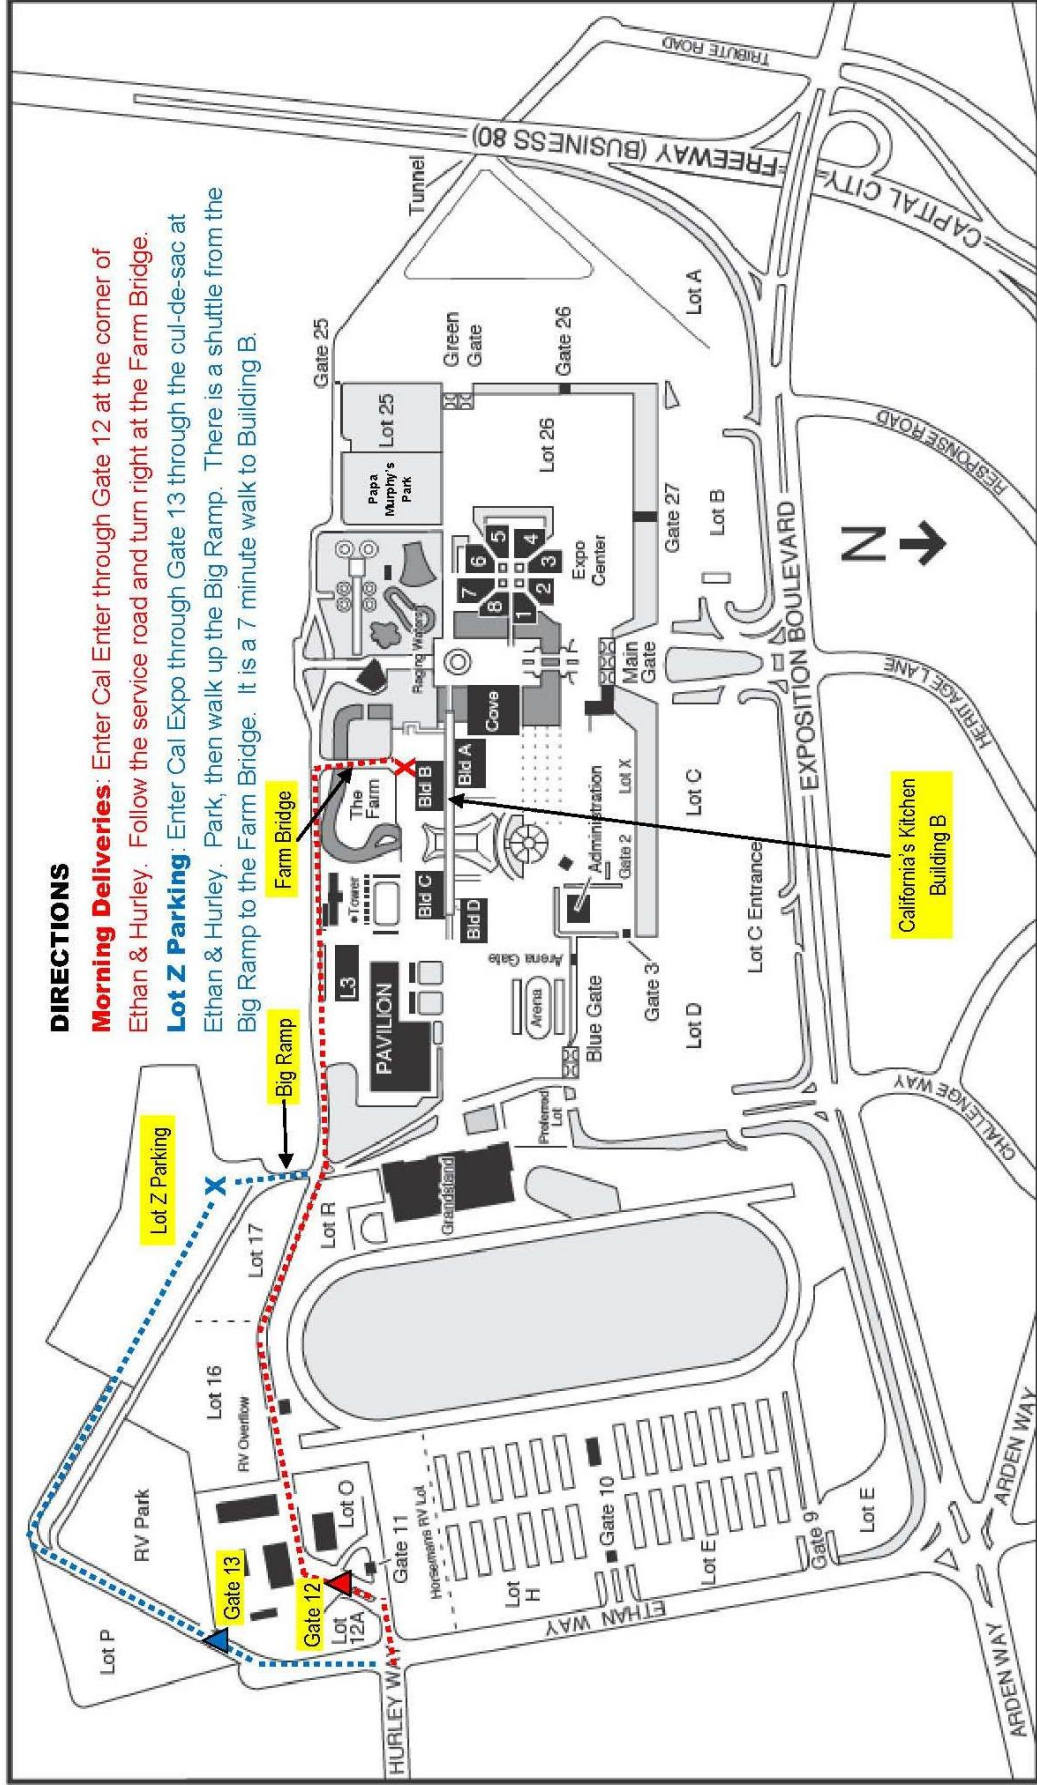 DIRECTIONS
Morning Deliveries: Enter Cal Enter through Gate 12 at the corner of
Ethan & Hurley. Follow the service road and turn right at the Farm Bridge.
Lot Z Parking: Enter Cal Expo through Gate 13 through the cul-de-sac at
Ethan & Hurley. Park, then walk up the Big Ramp. There is a shuttle from the
Big Ramp to the Farm Bridge. It is a 7 minute walk to Building B.
Lot Z Parking
Big Ramp
Farm Bridge
Gate 25
Tunnel
TRIBUTE ROAD
CAPITAL CITY FREEWAY (BUSINESS 80)
Lot P
RV Park
Gate 13
Gate 12
Lot
12A
Lot O
Gate 11
Lot 16
RV Overflow
Lot 17
Lot R
Grandstand
L3
PAVILION
Tower
The
Farm
Raging Waters
Papa
Murphy's
Park
Lot 25
Green
Gate
Gate 26
Lot 26
Lot A
Bld C
Bld D
Bld B
Bld A
Cove
8
7
6
5
4
3
2
1
Expo
Center
Main
Gate
Gate 27
Lot B
Preferred
Lot
Arena
Arena Gate
Blue Gate
Administration
Gate 2
Lot X
Gate 3
Lot D
Lot C Entrance
Lot C
HURLEY WAY
ETHAN WAY
Horseman's RV Lot
Lot
H
Gate 10
Lot E
Gate 9
Lot E
EXPOSITION BOULEVARD
N
California's Kitchen
Building B
ARDEN WAY
ARDEN WAY
CHALLENGE WAY
HERITAGE LANE
RESPONSE ROAD